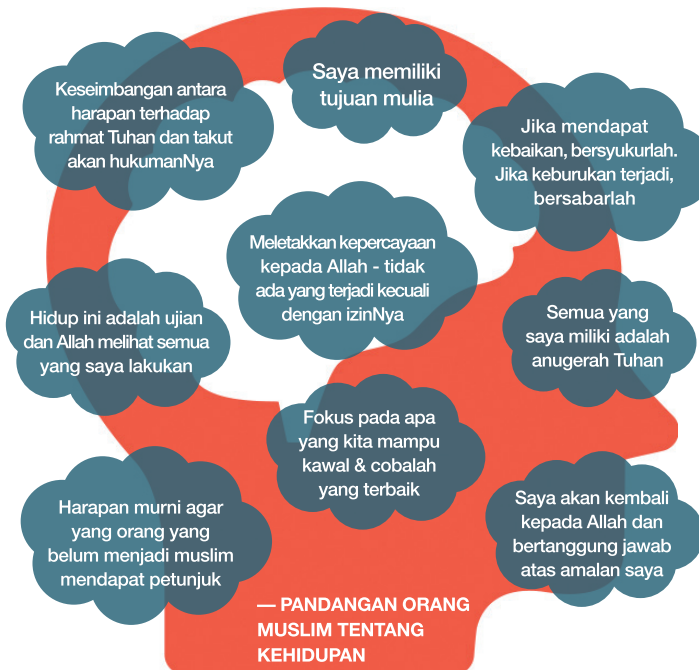 Keseimbangan antara
harapan terhadap
rahmat Tuhan dan takut
akan hukumanNya
Saya memiliki
tujuan mulia
Jika mendapat
kebaikan, bersyukurlah.
Jika keburukan terjadi,
bersabarlah
Meletakkan kepercayaan
kepada Allah - tidak
ada yang terjadi kecuali
dengan izinNya
Hidup ini adalah ujian
dan Allah melihat semua
yang saya lakukan
Semua yang
saya miliki adalah
anugerah Tuhan
Fokus pada apa
yang kita mampu
kawal & cobalah
yang terbaik
Harapan murni agar
yang orang yang
belum menjadi muslim
mendapat petunjuk
Saya akan kembali
kepada Allah dan
bertanggung jawab
atas amalan saya
— PANDANGAN ORANG
MUSLIM TENTANG
KEHIDUPAN